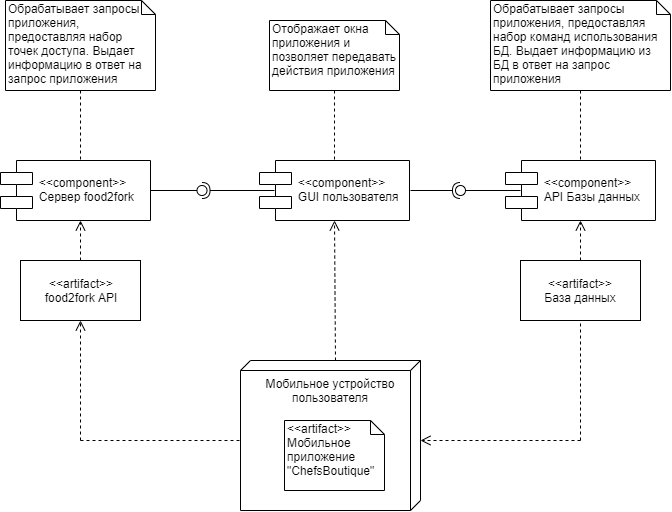 Обрабатывает запросы
приложения,
предоставляя набор
точек доступа. Выдает
информацию в ответ на
запрос приложения
Отображает окна
приложения и
позволяет передавать
действия приложения
Обрабатывает запросы
приложения, предоставляя
набор команд использования
БД. Выдает информацию из
БД в ответ на запрос
приложения
<<component>>
Сервер food2fork
<<component>>
GUI пользователя
<<component>>
API Базы данных
<<artifact>>
food2fork API
<<artifact>>
База данных
Мобильное устройство
пользователя
<<artifact>>
Мобильное
приложение
"ChefsBoutique"